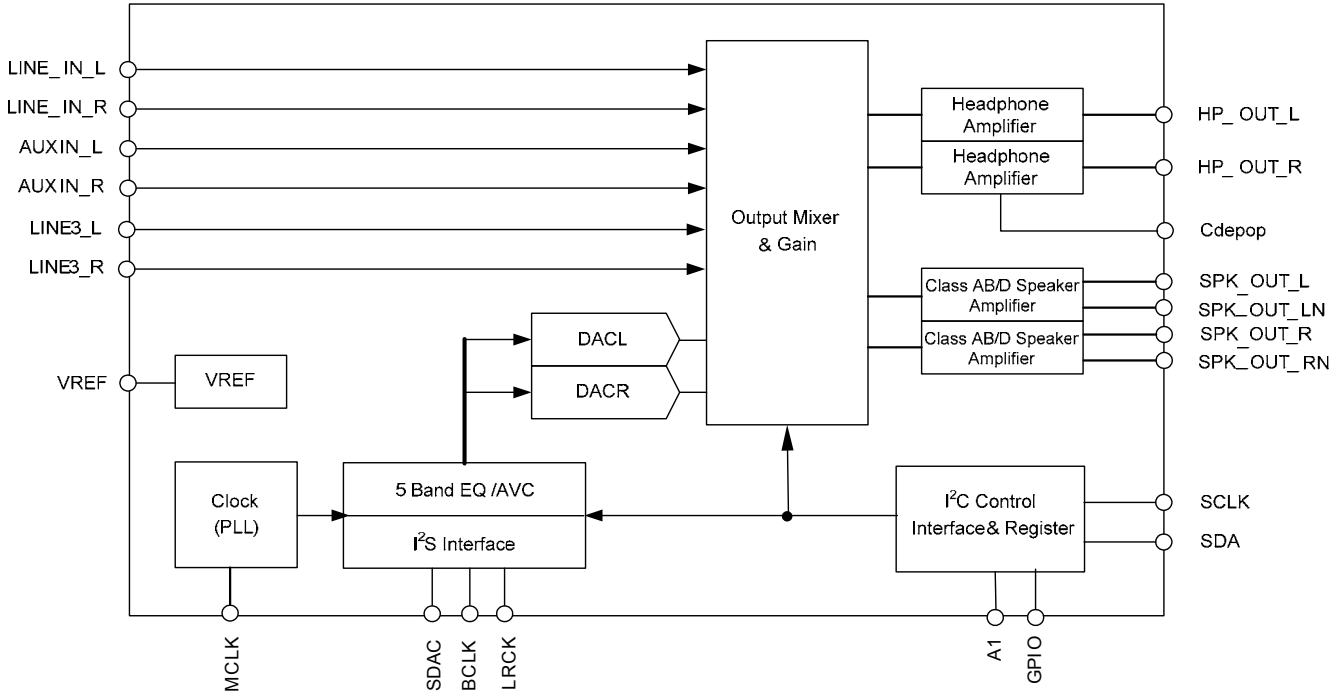 LINE_IN_L
LINE_IN_R
AUXIN_L
AUXIN_R
LINE3_L
LINE3_R
VREF
VREF
Clock
(PLL)
5 Band EQ /AVC
I²S Interface
DACL
DACR
Output Mixer
& Gain
Headphone
Amplifier
Headphone
Amplifier
Class AB/D Speaker
Amplifier
Class AB/D Speaker
Amplifier
I²C Control
Interface& Register
HP_ OUT_L
HP_ OUT_R
Cdepop
SPK_OUT_L
SPK_OUT_LN
SPK_OUT_R
SPK_OUT_RN
SCLK
SDA
MCLK
SDAC
BCLK
LRCK
A1
GPIO